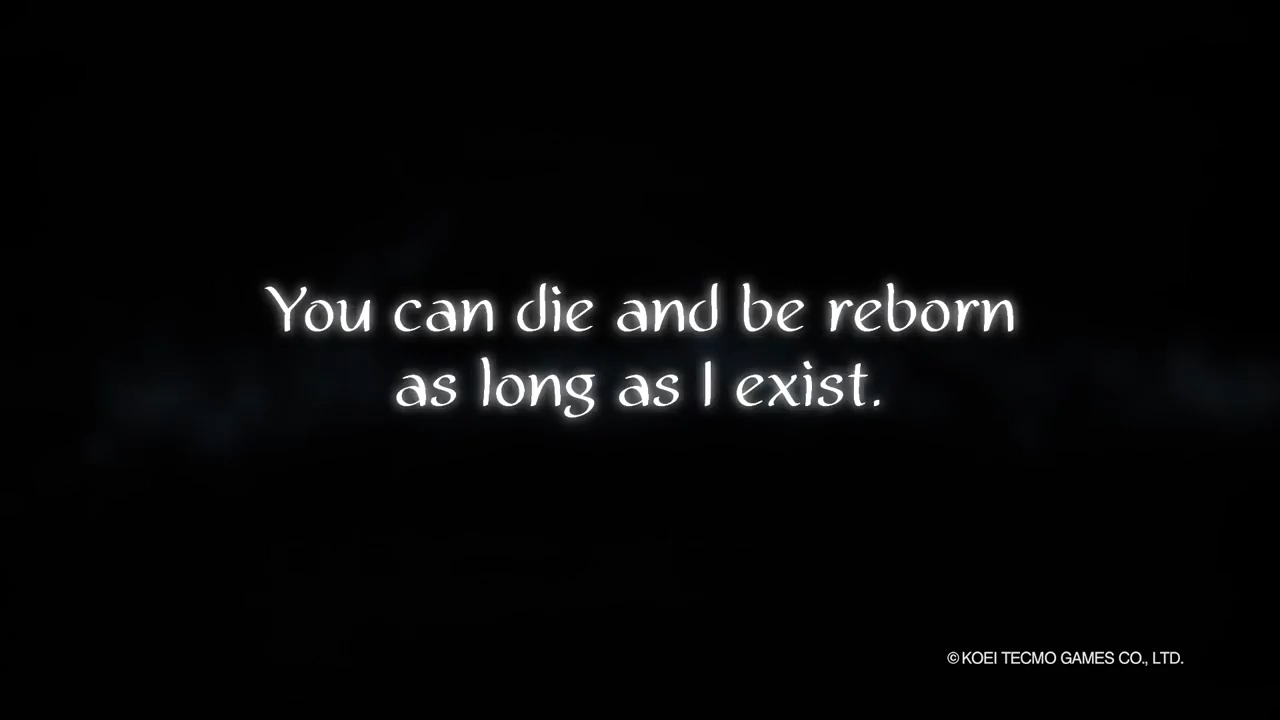 You can die and be reborn
as long as I exist.
© KOEI TECMO GAMES CO., LTD.